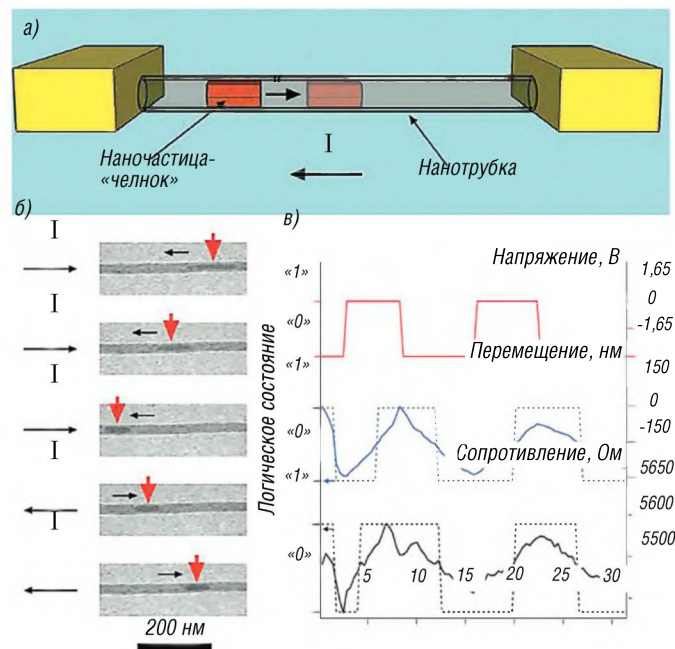 а)
υ
Наночастица-
«челнок»
I
Нанотрубка
б)
I
I
I
I
I
200 нм
в)
Логическое состояние
Напряжение, В
«1»
1,65
0
«0»
-1,65
«1»
Перемещение, нм
150
0
«0»
-150
Сопротивление, Ом
«1»
5650
5600
«0»
5500
5 10 15 20 25 30